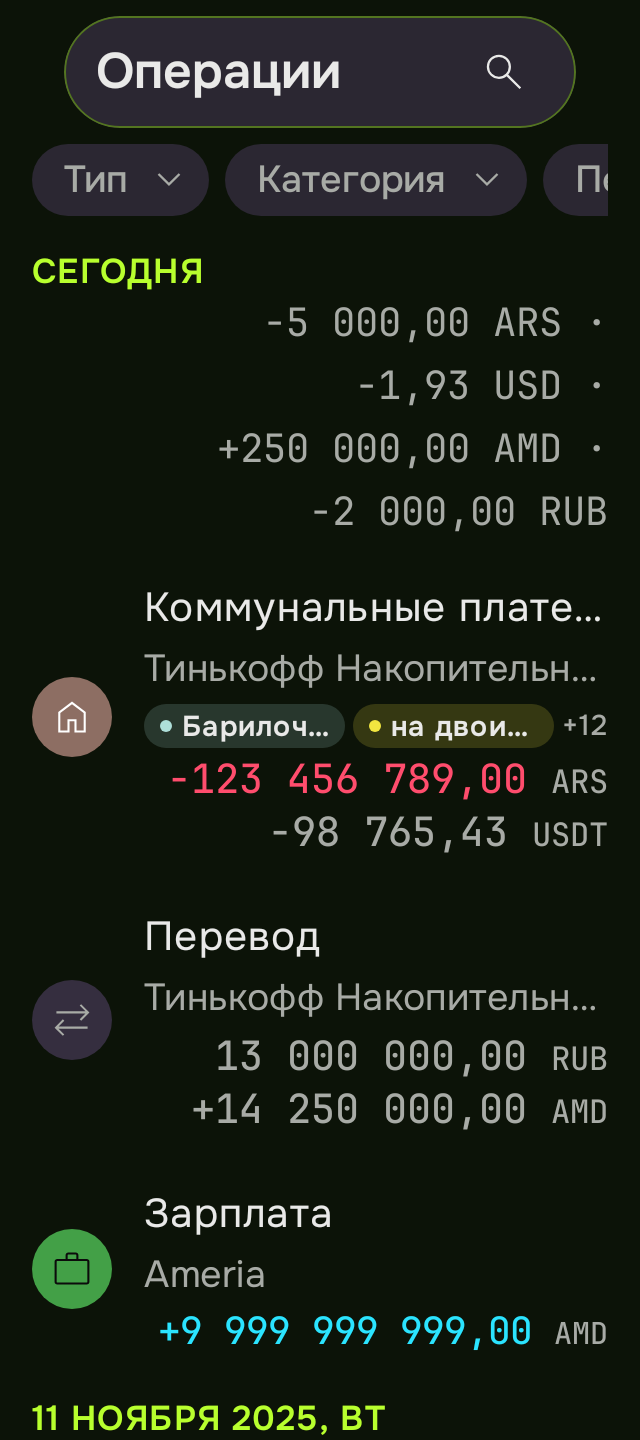 Операции
Тип Категория Пе
СЕГОДНЯ
-5 000,00 ARS ·
-1,93 USD ·
+250 000,00 AMD ·
-2 000,00 RUB
Коммунальные плате...
Тинькофф Накопительн...
Барилоч... на двои... +12
-123 456 789,00 ARS
-98 765,43 USDT
Перевод
Тинькофф Накопительн...
13 000 000,00 RUB
+14 250 000,00 AMD
Зарплата
Ameria
+9 999 999 999,00 AMD
11 НОЯБРЯ 2025, ВТ